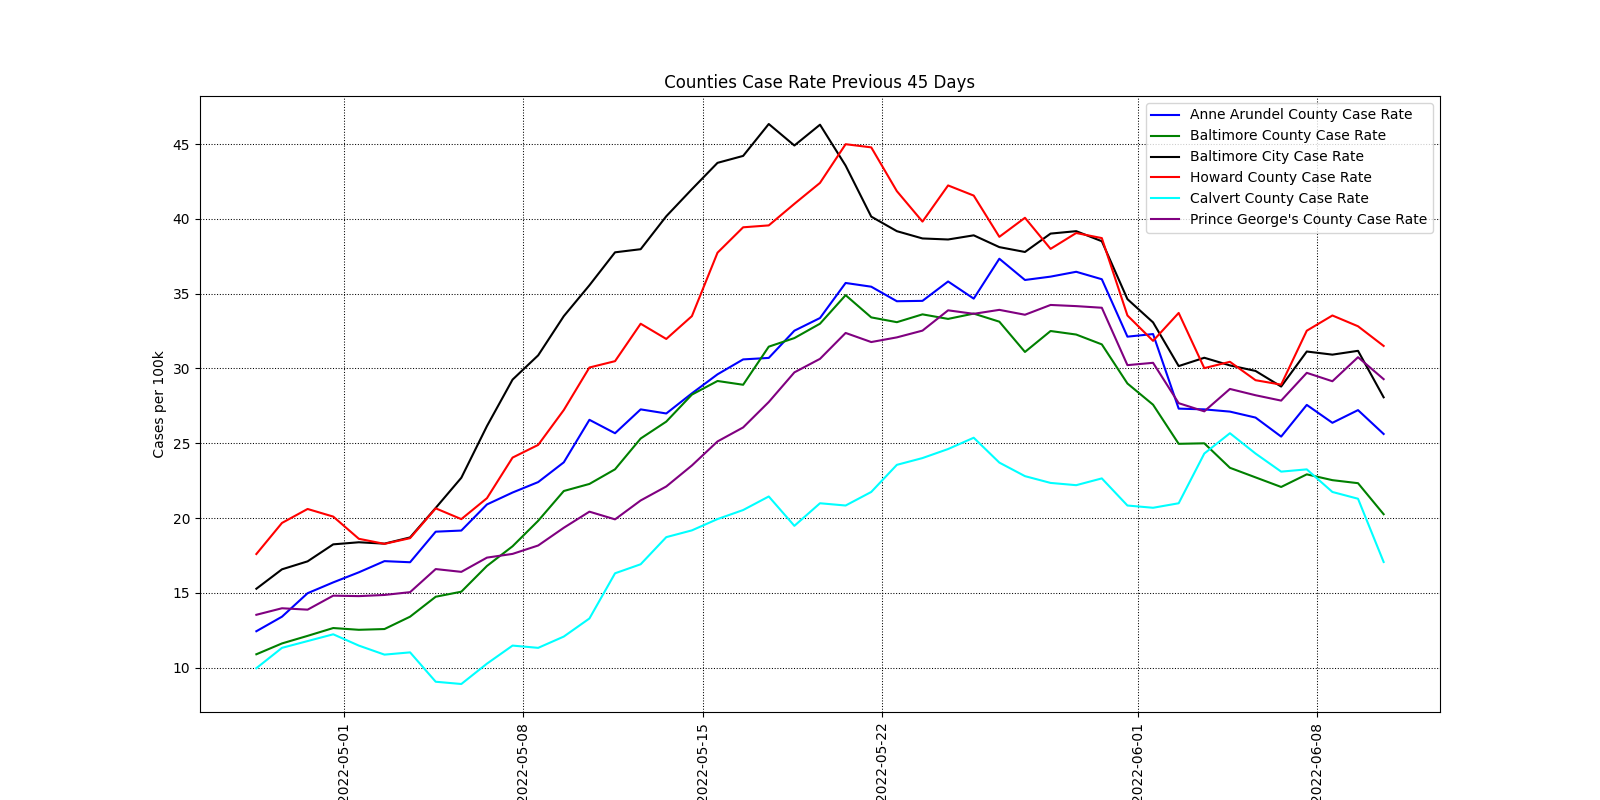 Counties Case Rate Previous 45 Days
Anne Arundel County Case Rate
Baltimore County Case Rate
Baltimore City Case Rate
Howard County Case Rate
Calvert County Case Rate
Prince George's County Case Rate
Cases per 100k
45
40
35
30
25
20
15
10
2022-05-01
2022-05-08
2022-05-15
2022-05-22
2022-06-01
2022-06-08